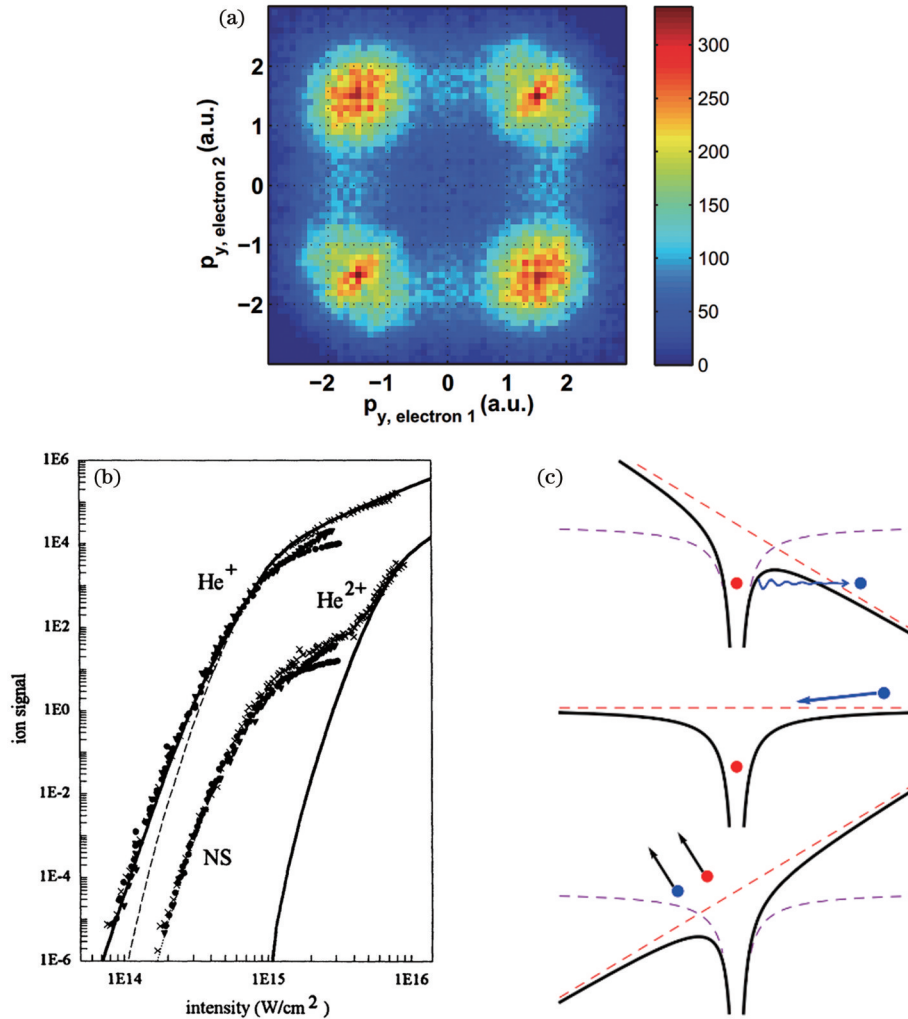 (a)
300
250
200
150
100
50
0
2
1
0
−1
−2
p y, electron 2 (a.u.)
−2 −1 0 1 2
p y, electron 1 (a.u.)
(b)
1E6
1E4
1E2
1E0
1E-2
1E-4
1E-6
ion signal
He+
He2+
NS
1E14 1E15 1E16
intensity (W/cm2)
(c)